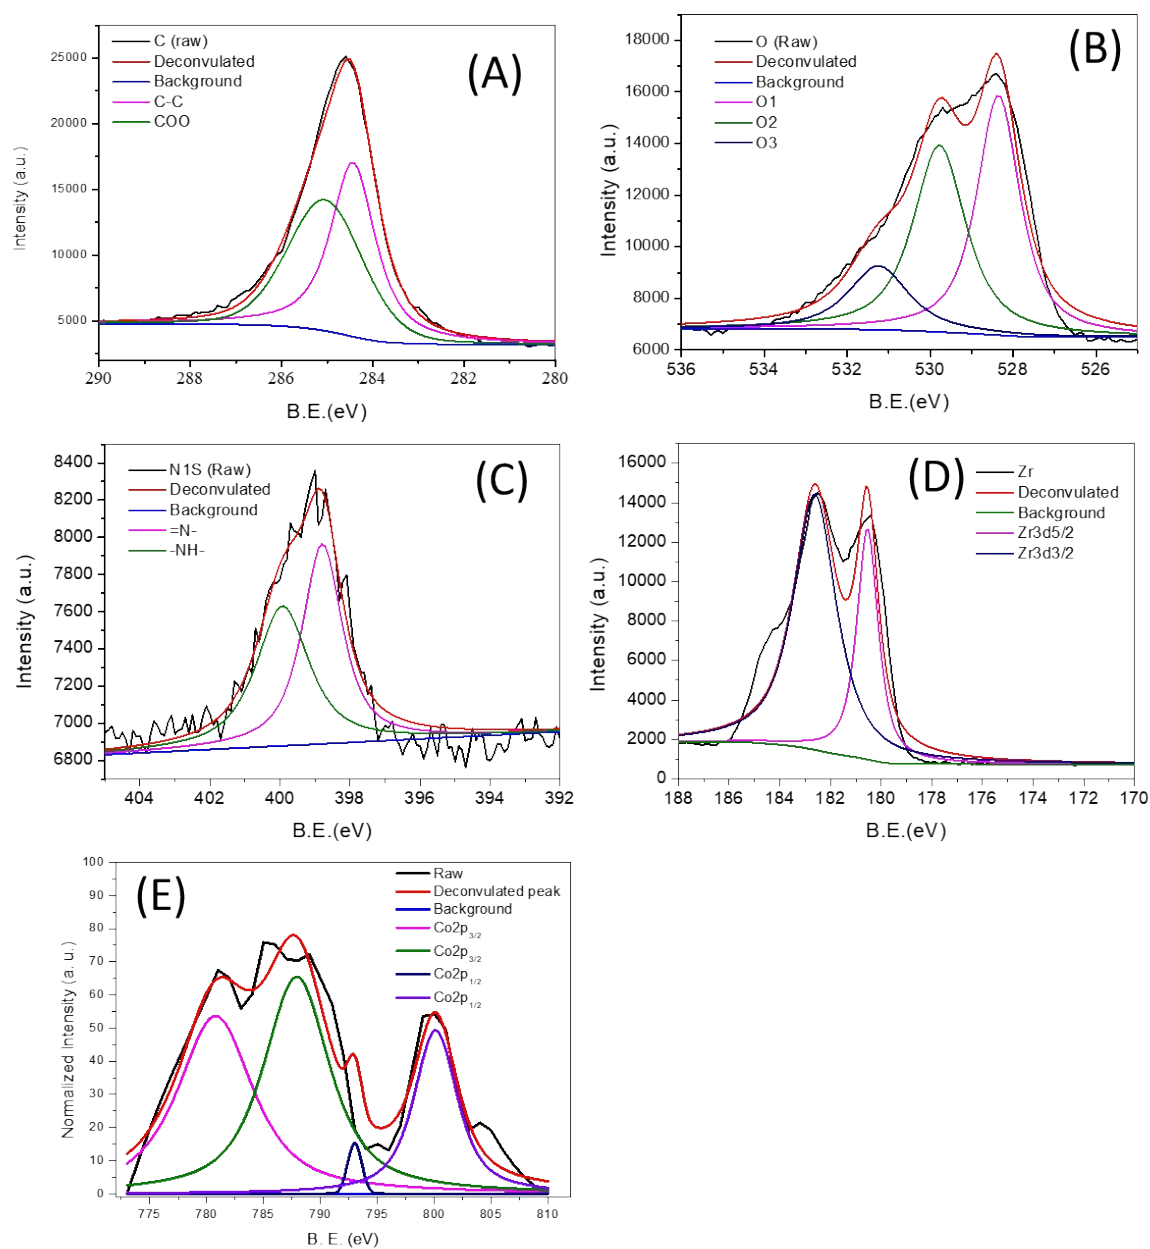 C (raw)
Deconvulated
Background
C-C
COO
(A)
25000
20000
15000
10000
5000
290 288 286 284 282 280
Intensity (a.u.)
B.E.(eV)
O (Raw)
Deconvulated
Background
O1
O2
O3
(B)
18000
16000
14000
12000
10000
8000
6000
536 534 532 530 528 526
Intensity (a.u.)
B.E.(eV)
N1S (Raw)
Deconvulated
Background
=N-
-NH-
(C)
8400
8200
8000
7800
7600
7400
7200
7000
6800
404 402 400 398 396 394 392
Intensity (a.u.)
B.E.(eV)
Zr
Deconvulated
Background
Zr3d5/2
Zr3d3/2
(D)
16000
14000
12000
10000
8000
6000
4000
2000
0
188 186 184 182 180 178 176 174 172 170
Intensity (a.u.)
B.E.(eV)
Raw
Deconvulated peak
Background
Co2p3/2
Co2p3/2
Co2p1/2
Co2p1/2
(E)
100
90
80
70
60
50
40
30
20
10
0
775 780 785 790 795 800 805 810
Normalized Intensity (a. u.)
B. E. (eV)